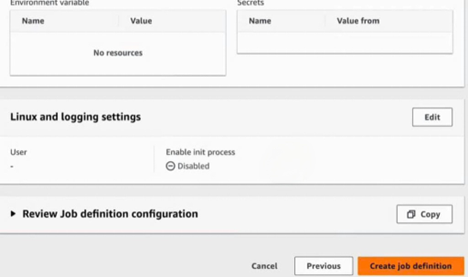 Environment variable Secrets
Name Value Name Value from
No resources
Linux and logging settings Edit
User Enable init process
- Disabled
Review Job definition configuration Copy
Cancel Previous Create job definition